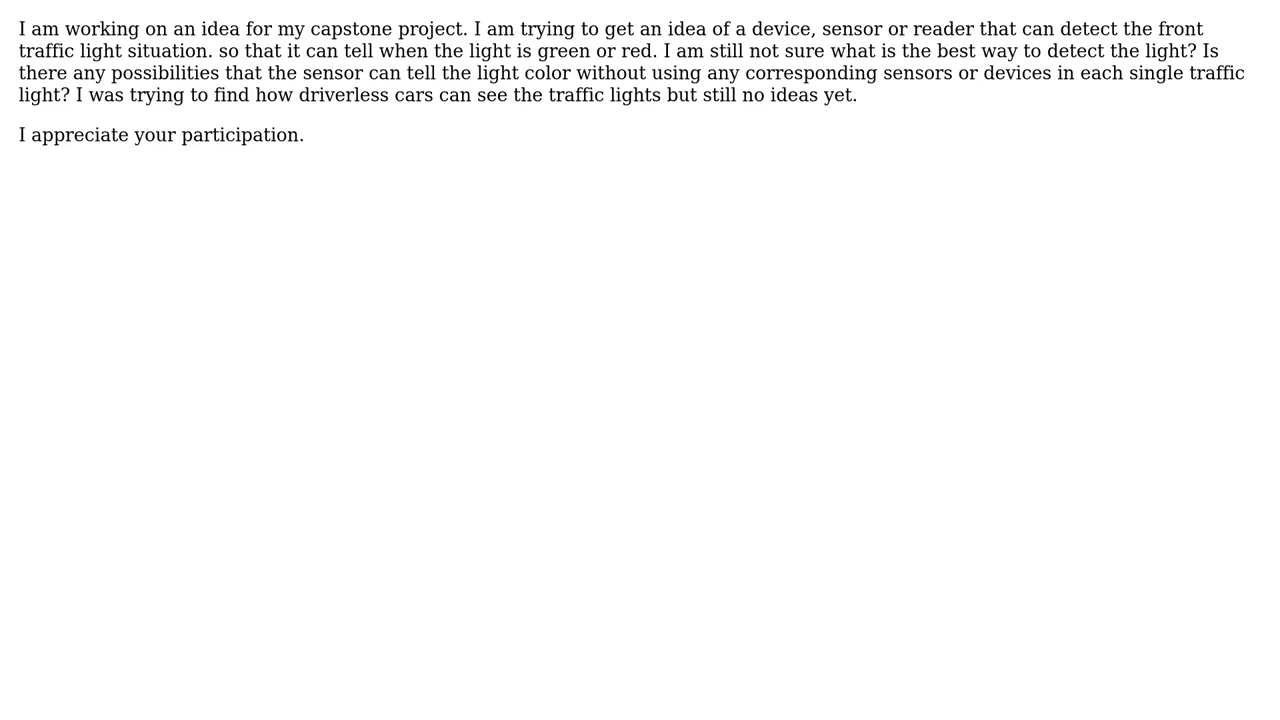 I am working on an idea for my capstone project. I am trying to get an idea of a device, sensor or reader that can detect the front
traffic light situation. so that it can tell when the light is green or red. I am still not sure what is the best way to detect the light? Is
there any possibilities that the sensor can tell the light color without using any corresponding sensors or devices in each single traffic
light? I was trying to find how driverless cars can see the traffic lights but still no ideas yet.
I appreciate your participation.